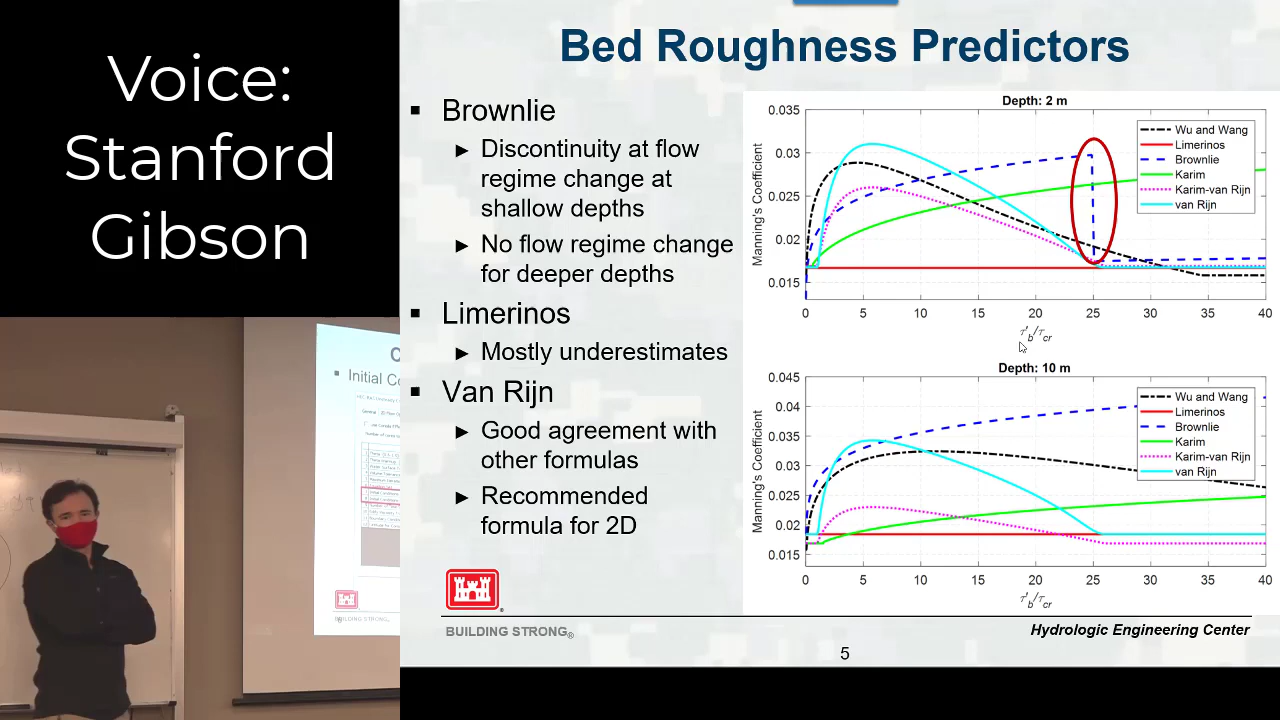 Voice:
Stanford
Gibson
Bed Roughness Predictors
Brownlie
Discontinuity at flow
regime change at
shallow depths
No flow regime change
for deeper depths
Limerinos
Mostly underestimates
Van Rijn
Good agreement with
other formulas
Recommended
formula for 2D
Depth: 2 m
Manning's Coefficient
0.035
0.03
0.025
0.02
0.015
0 5 10 15 20 25 30 35 40
τ'b/τcr
Wu and Wang
Limerinos
Brownlie
Karim
Karim-van Rijn
van Rijn
Depth: 10 m
Manning's Coefficient
0.045
0.04
0.035
0.03
0.025
0.02
0.015
0 5 10 15 20 25 30 35 40
τ'b/τcr
Wu and Wang
Limerinos
Brownlie
Karim
Karim-van Rijn
van Rijn
BUILDING STRONG®
Hydrologic Engineering Center
5
Initial Co